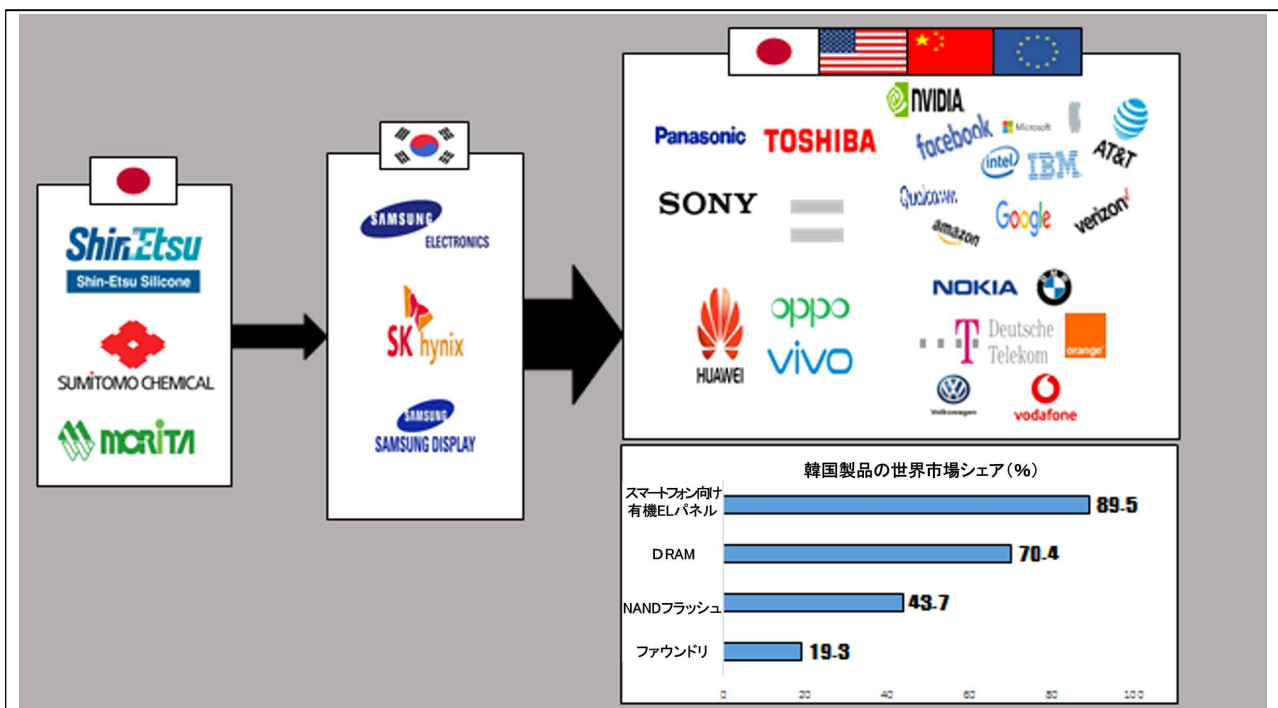 Shin-Etsu
Shin-Etsu Silicone
SUMITOMO CHEMICAL
MORITA
SAMSUNG
ELECTRONICS
SK hynix
SAMSUNG
SAMSUNG DISPLAY
Panasonic
TOSHIBA
SONY
NVIDIA
facebook
Microsoft
AT&T
intel
IBM
Qualcomm
amazon
Google
verizon
HUAWEI
oppo
vivo
NOKIA
BMW
T Deutsche
Telekom
orange
Volkswagen
vodafone
韓国製品の世界市場シェア(%)
スマートフォン向け
有機ELパネル
89.5
DRAM
70.4
NANDフラッシュ
43.7
ファウンドリ
19.3
0 20 40 60 80 100